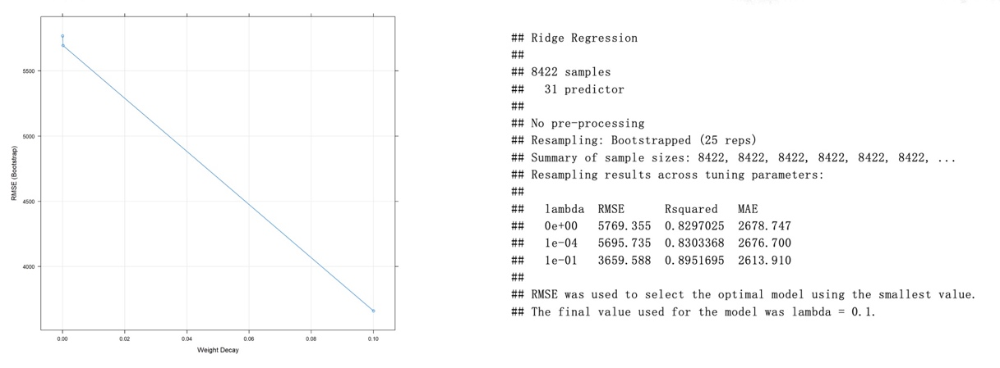 5500
5000
4500
4000
RMSE (Bootstrap)
0.00 0.02 0.04 0.06 0.08 0.10
Weight Decay
## Ridge Regression
##
## 8422 samples
##   31 predictor
##
## No pre-processing
## Resampling: Bootstrapped (25 reps)
## Summary of sample sizes: 8422, 8422, 8422, 8422, 8422, 8422, ...
## Resampling results across tuning parameters:
##
##   lambda  RMSE      Rsquared   MAE
##   0e+00   5769.355  0.8297025  2678.747
##   1e-04   5695.735  0.8303368  2676.700
##   1e-01   3659.588  0.8951695  2613.910
##
## RMSE was used to select the optimal model using the smallest value.
## The final value used for the model was lambda = 0.1.